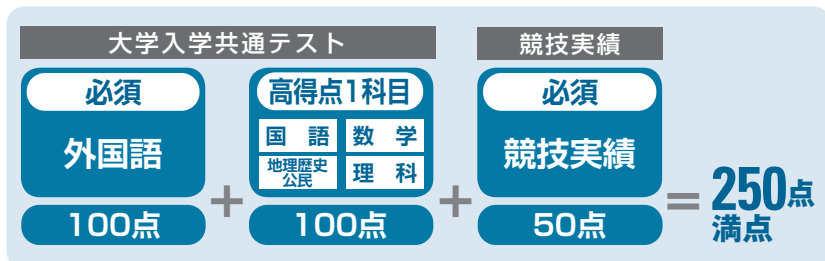 大学入学共通テスト
競技実績
必須
外国語
100点
+
高得点1科目
国語 数学
地理歴史
公民
理科
100点
+
必須
競技実績
50点
=
250点
満点